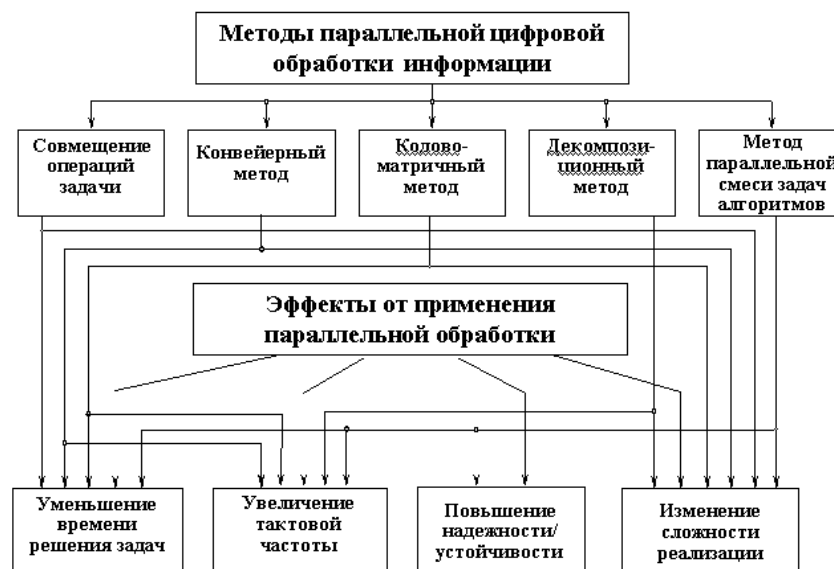 Методы параллельной цифровой
обработки информации
Совмещение
операций
задачи
Конвейерный
метод
Кодово-
матричный
метод
Декомпози-
ционный
метод
Метод
параллельной
смеси задач
алгоритмов
Эффекты от применения
параллельной обработки
Уменьшение
времени
решения задач
Увеличение
тактовой
частоты
Повышение
надежности/
устойчивости
Изменение
сложности
реализации